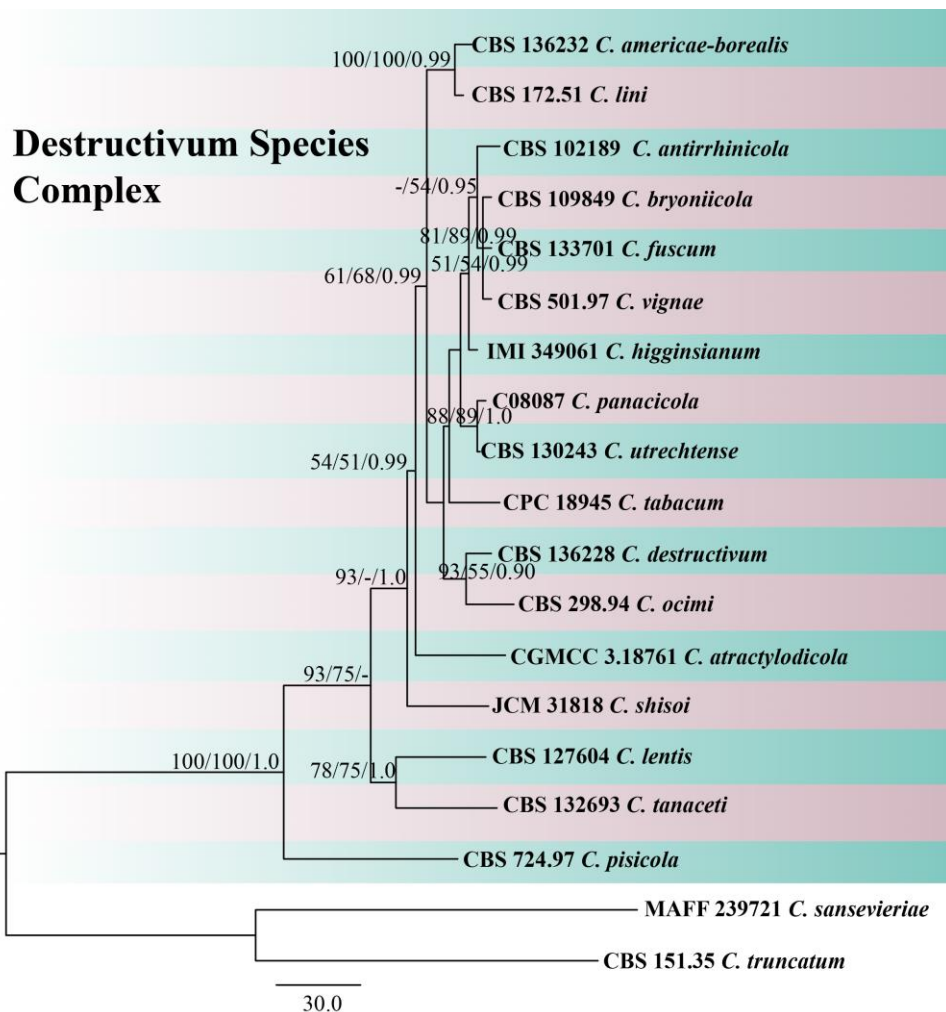 CBS 136232 C. americae-borealis
100/100/0.99
CBS 172.51 C. lini
Destructivum Species
Complex
CBS 102189 C. antirrhinicola
-/54/0.95
CBS 109849 C. bryoniicola
81/89/0.99
CBS 133701 C. fuscum
51/54/0.99
61/68/0.99
CBS 501.97 C. vignae
IMI 349061 C. higginsianum
C08087 C. panacicola
88/89/1.0
CBS 130243 C. utrechtense
54/51/0.99
CPC 18945 C. tabacum
CBS 136228 C. destructivum
93/55/0.90
93/-/1.0
CBS 298.94 C. ocimi
CGMCC 3.18761 C. atractylodicola
93/75/-
JCM 31818 C. shisoi
CBS 127604 C. lentis
100/100/1.0
78/75/1.0
CBS 132693 C. tanaceti
CBS 724.97 C. pisicola
MAFF 239721 C. sansevieriae
CBS 151.35 C. truncatum
30.0